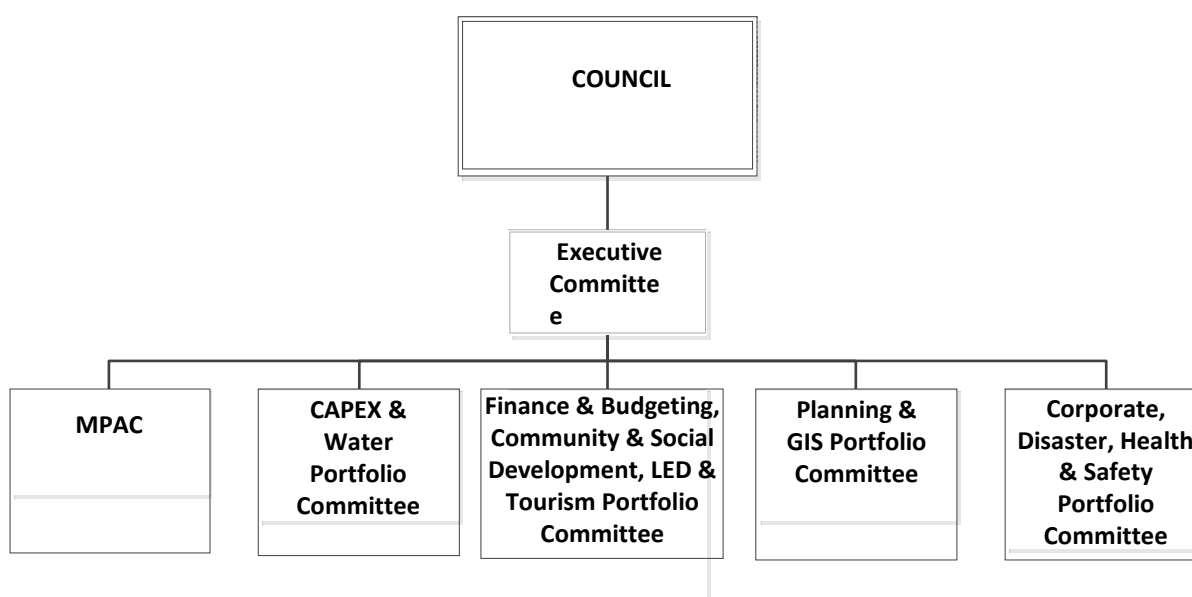 COUNCIL
Executive
Committe
e
MPAC
CAPEX &
Water
Portfolio
Committee
Finance & Budgeting,
Community & Social
Development, LED &
Tourism Portfolio
Committee
Planning &
GIS Portfolio
Committee
Corporate,
Disaster, Health
& Safety
Portfolio
Committee